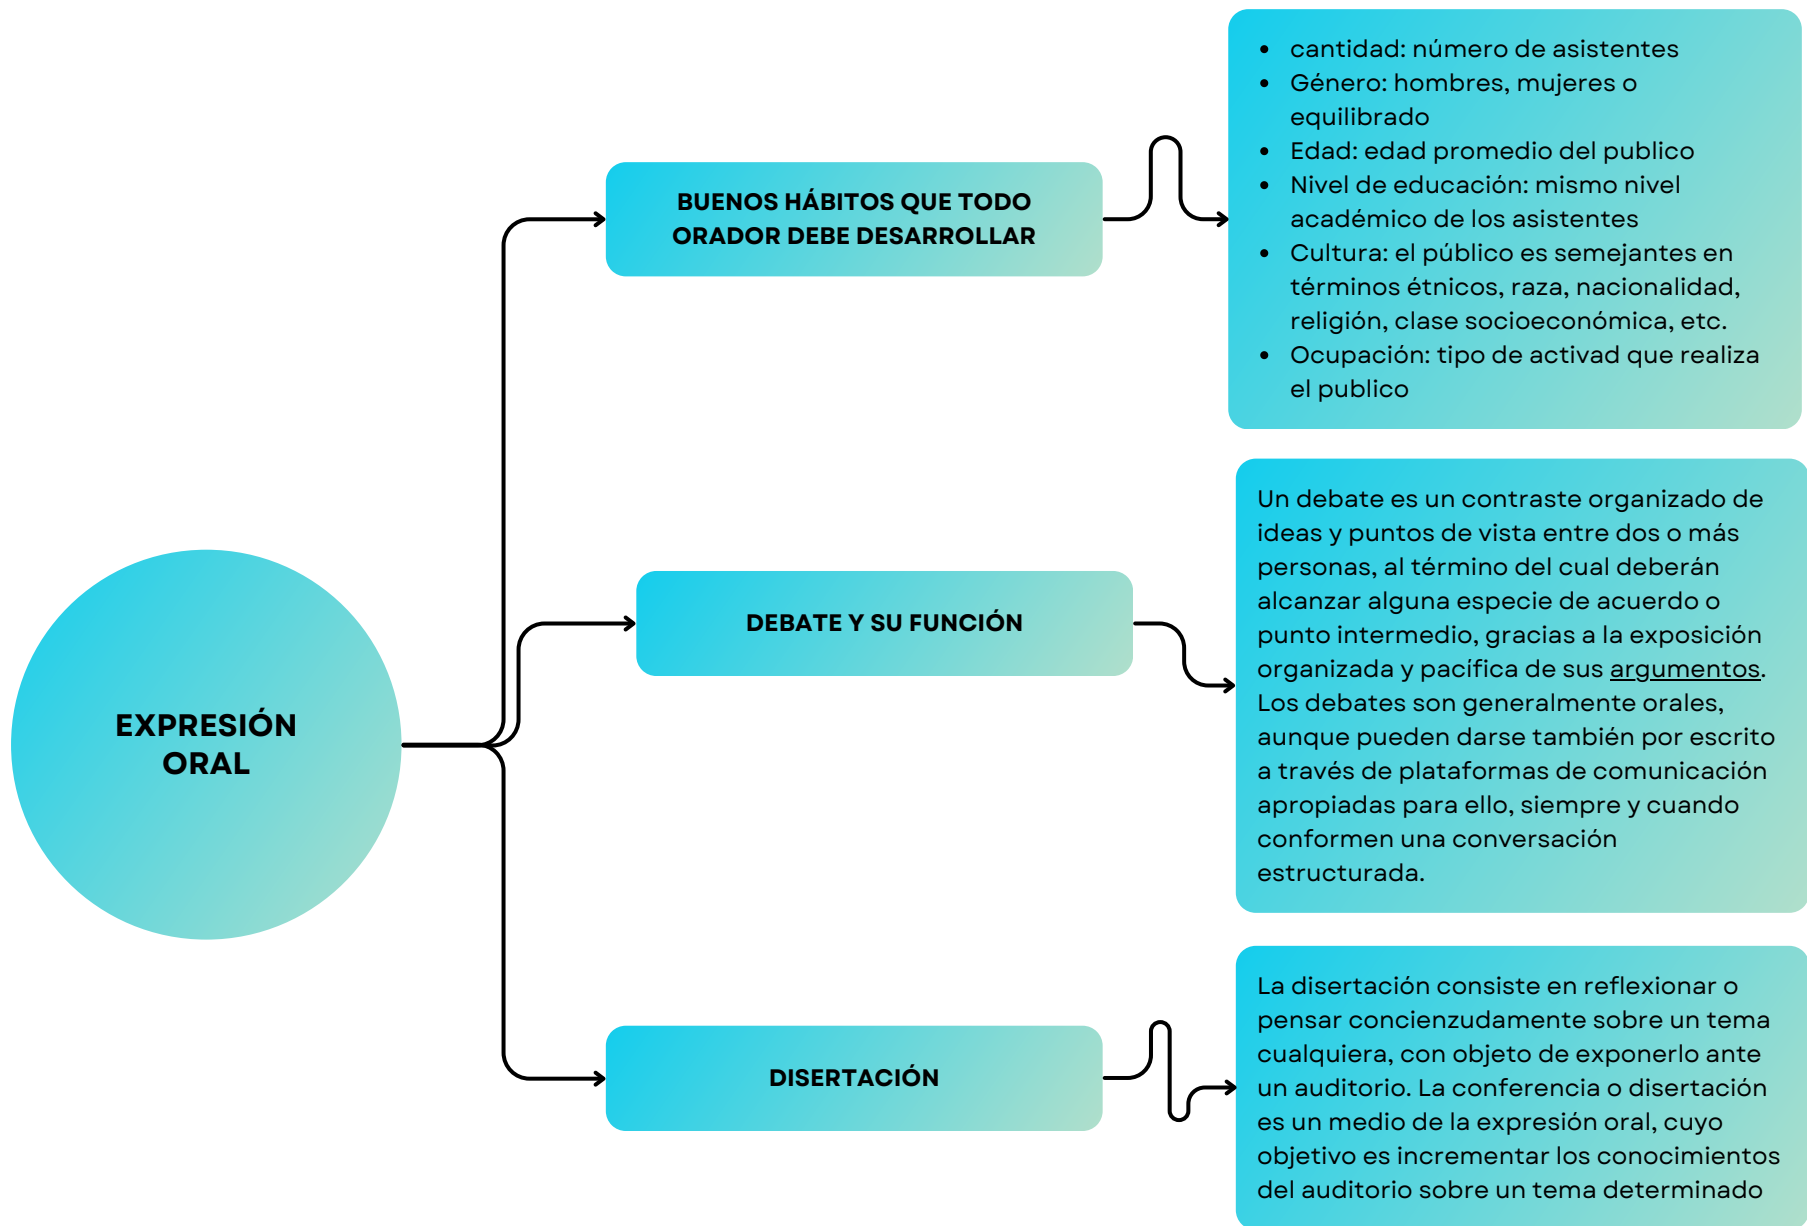 EXPRESIÓN
ORAL
BUENOS HÁBITOS QUE TODO
ORADOR DEBE DESARROLLAR
• cantidad: número de asistentes
• Género: hombres, mujeres o
equilibrado
• Edad: edad promedio del publico
• Nivel de educación: mismo nivel
académico de los asistentes
• Cultura: el público es semejantes en
términos étnicos, raza, nacionalidad,
religión, clase socioeconómica, etc.
• Ocupación: tipo de activad que realiza
el publico
DEBATE Y SU FUNCIÓN
Un debate es un contraste organizado de
ideas y puntos de vista entre dos o más
personas, al término del cual deberán
alcanzar alguna especie de acuerdo o
punto intermedio, gracias a la exposición
organizada y pacífica de sus argumentos.
Los debates son generalmente orales,
aunque pueden darse también por escrito
a través de plataformas de comunicación
apropiadas para ello, siempre y cuando
conformen una conversación
estructurada.
DISERTACIÓN
La disertación consiste en reflexionar o
pensar concienzudamente sobre un tema
cualquiera, con objeto de exponerlo ante
un auditorio. La conferencia o disertación
es un medio de la expresión oral, cuyo
objetivo es incrementar los conocimientos
del auditorio sobre un tema determinado